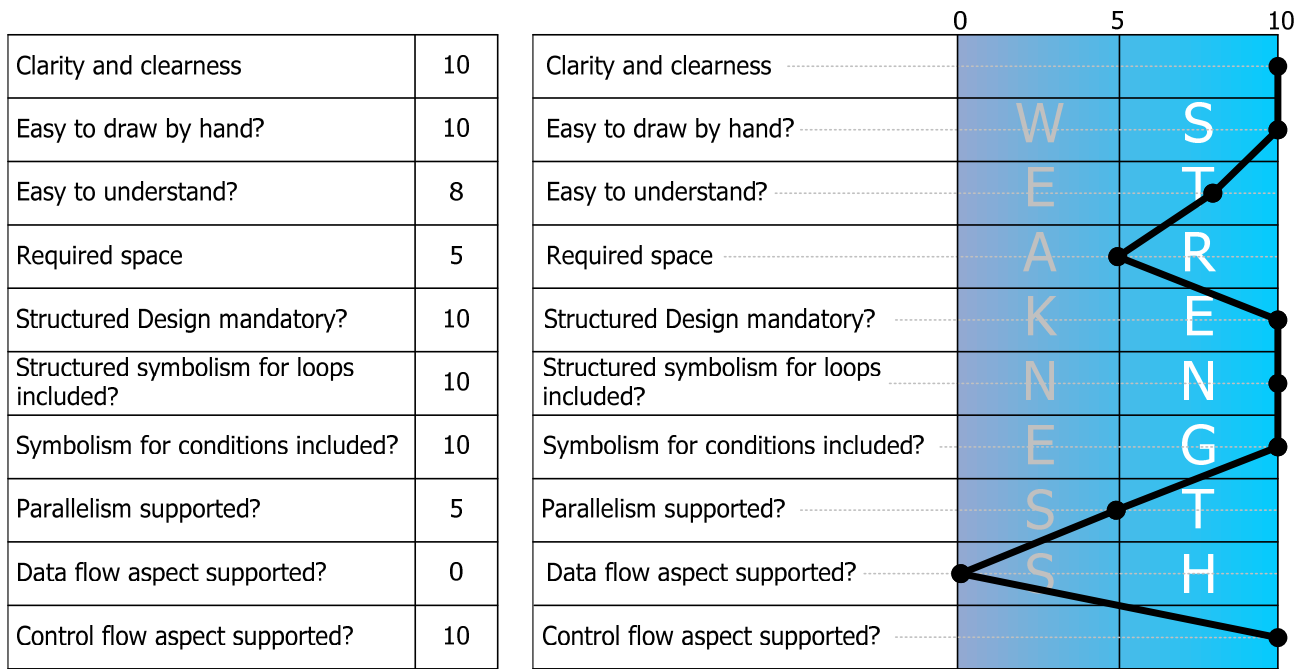 0 5 10
Clarity and clearness 10
Easy to draw by hand? 10
Easy to understand? 8
Required space 5
Structured Design mandatory? 10
Structured symbolism for loops
included? 10
Symbolism for conditions included? 10
Parallelism supported? 5
Data flow aspect supported? 0
Control flow aspect supported? 10
Clarity and clearness
Easy to draw by hand?
Easy to understand?
Required space
Structured Design mandatory?
Structured symbolism for loops
included?
Symbolism for conditions included?
Parallelism supported?
Data flow aspect supported?
Control flow aspect supported?
WEAKNESS
STRENGTH